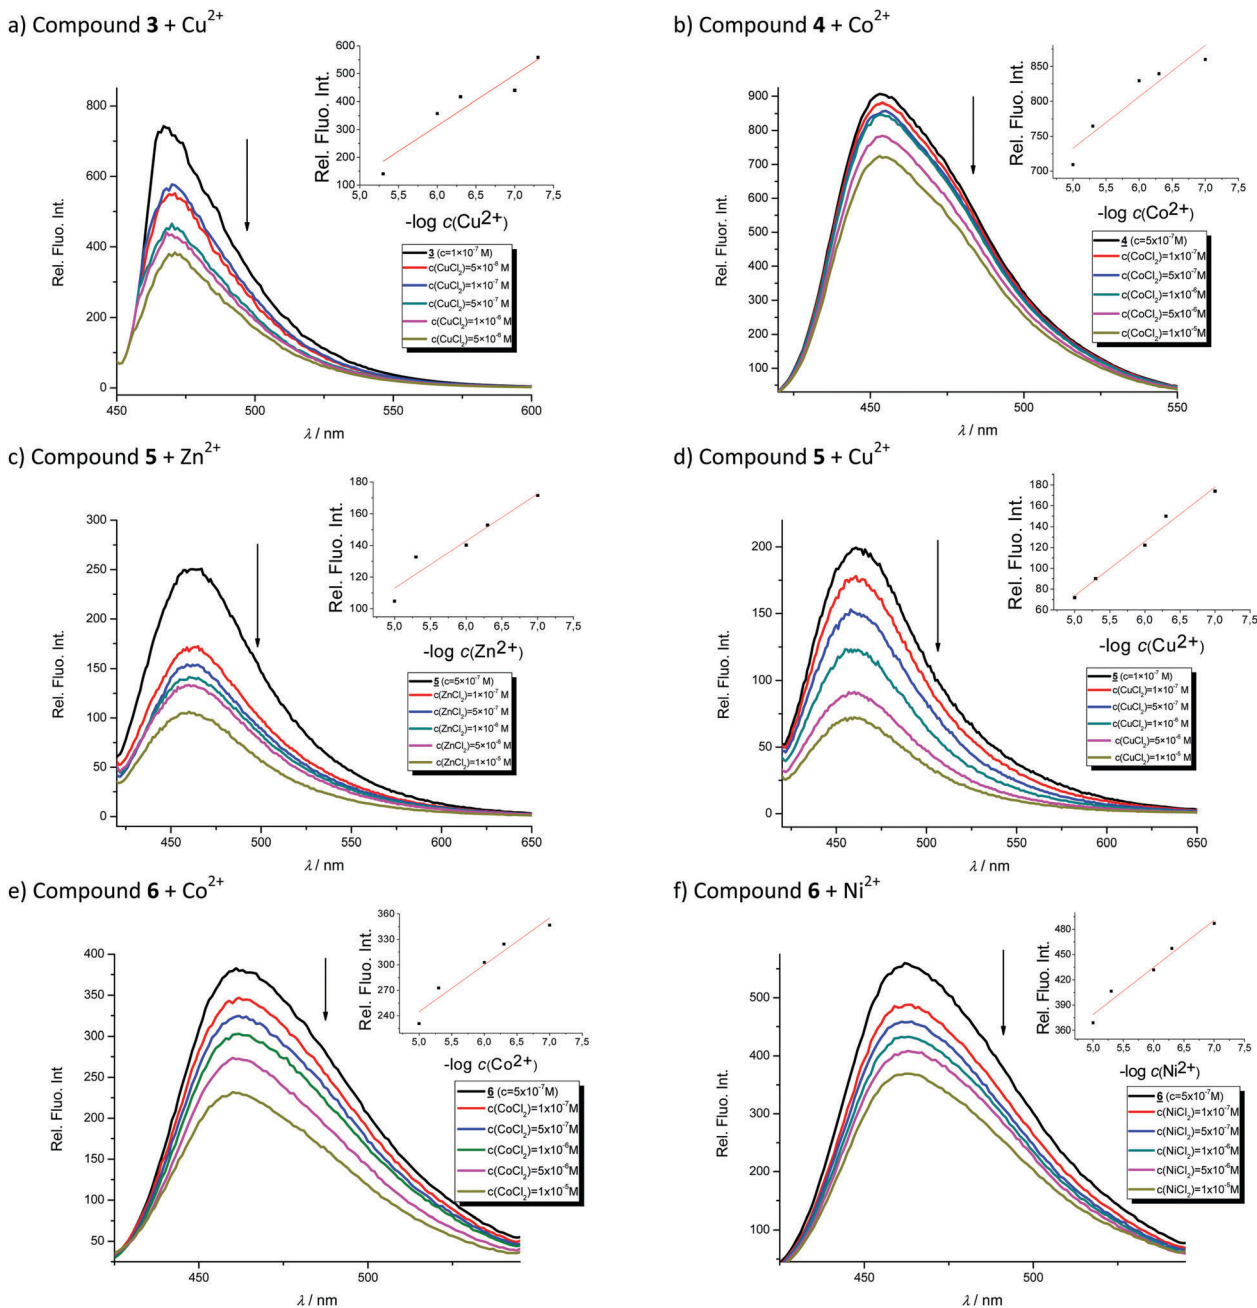 a) Compound 3 + Cu2+
Rel. Fluo. Int.
800
600
400
200
0
450
500
550
600
λ / nm
Rel. Fluo. Int.
600
500
400
300
200
100
5,0
5,5
6,0
6,5
7,0
7,5
-log c(Cu2+)
3 (c=1×10-7 M)
c(CuCl2)=1×10-7 M
c(CuCl2)=5×10-7 M
c(CuCl2)=1×10-6 M
c(CuCl2)=5×10-6 M
b) Compound 4 + Co2+
Rel. Fluor. Int.
900
800
700
600
500
400
300
200
100
450
500
550
λ / nm
Rel. Fluo. Int.
850
800
750
700
5,0
5,5
6,0
6,5
7,0
7,5
-log c(Co2+)
4 (c=5x10-7M)
c(CoCl2)=1x10-7M
c(CoCl2)=5x10-7M
c(CoCl2)=1x10-6M
c(CoCl2)=5x10-6M
c) Compound 5 + Zn2+
Rel. Fluo. Int.
300
250
200
150
100
50
0
450
500
550
600
650
λ / nm
Rel. Fluo. Int.
180
160
140
120
100
5,0
5,5
6,0
6,5
7,0
7,5
-log c(Zn2+)
5 (c=5×10-7 M)
c(ZnCl2)=1×10-7 M
c(ZnCl2)=5×10-7 M
c(ZnCl2)=1×10-6 M
c(ZnCl2)=5×10-6 M
d) Compound 5 + Cu2+
Rel. Fluo. Int.
200
150
100
50
0
450
500
550
600
650
λ / nm
Rel. Fluo. Int.
180
160
140
120
100
80
60
5,0
5,5
6,0
6,5
7,0
7,5
-log c(Cu2+)
5 (c=1×10-7 M)
c(CuCl2)=1×10-7 M
c(CuCl2)=5×10-7 M
c(CuCl2)=1×10-6 M
c(CuCl2)=5×10-6 M
c(CuCl2)=1×10-5 M
e) Compound 6 + Co2+
Rel. Fluo. Int
400
350
300
250
200
150
100
50
450
500
λ / nm
Rel. Fluo. Int.
360
330
300
270
240
5,0
5,5
6,0
6,5
7,0
7,5
-log c(Co2+)
6 (c=5x10-7M)
c(CoCl2)=1x10-7M
c(CoCl2)=5x10-7M
c(CoCl2)=1x10-6M
c(CoCl2)=5x10-6M
c(CoCl2)=1x10-5M
f) Compound 6 + Ni2+
Rel. Fluo. Int.
500
400
300
200
100
450
500
λ / nm
Rel. Fluo. Int.
480
450
420
390
360
5,0
5,5
6,0
6,5
7,0
7,5
-log c(Ni2+)
6 (c=5x10-7M)
c(NiCl2)=1x10-7M
c(NiCl2)=5x10-7M
c(NiCl2)=1x10-6M
c(NiCl2)=5x10-6M
c(NiCl2)=1x10-5M